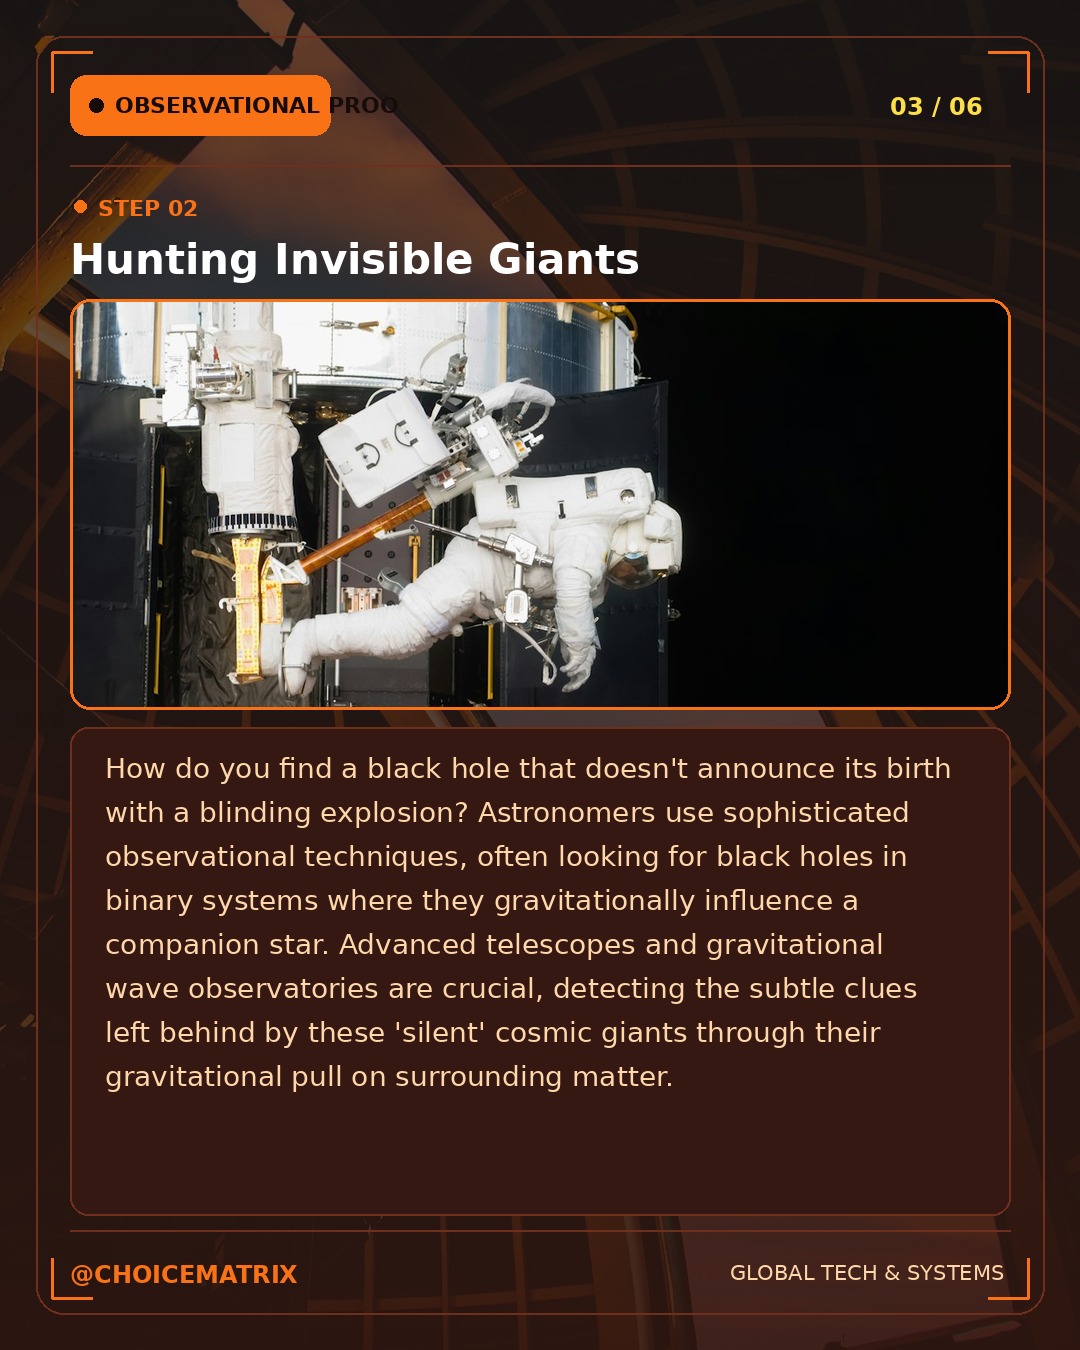 OBSERVATIONAL PROO
03 / 06
STEP 02
Hunting Invisible Giants
How do you find a black hole that doesn't announce its birth
with a blinding explosion? Astronomers use sophisticated
observational techniques, often looking for black holes in
binary systems where they gravitationally influence a
companion star. Advanced telescopes and gravitational
wave observatories are crucial, detecting the subtle clues
left behind by these 'silent' cosmic giants through their
gravitational pull on surrounding matter.
@CHOICEMATRIX
GLOBAL TECH & SYSTEMS